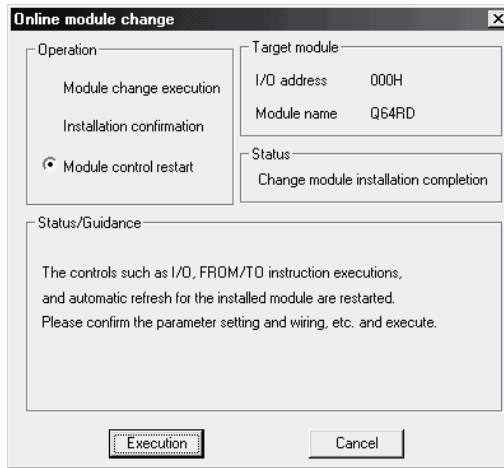 Online module change
Operation
Module change execution
Installation confirmation
Module control restart
Target module
I/O address 000H
Module name Q64RD
Status
Change module installation completion
Status/Guidance
The controls such as I/O, FROM/TO instruction executions,
and automatic refresh for the installed module are restarted.
Please confirm the parameter setting and wiring, etc. and execute.
Execution
Cancel